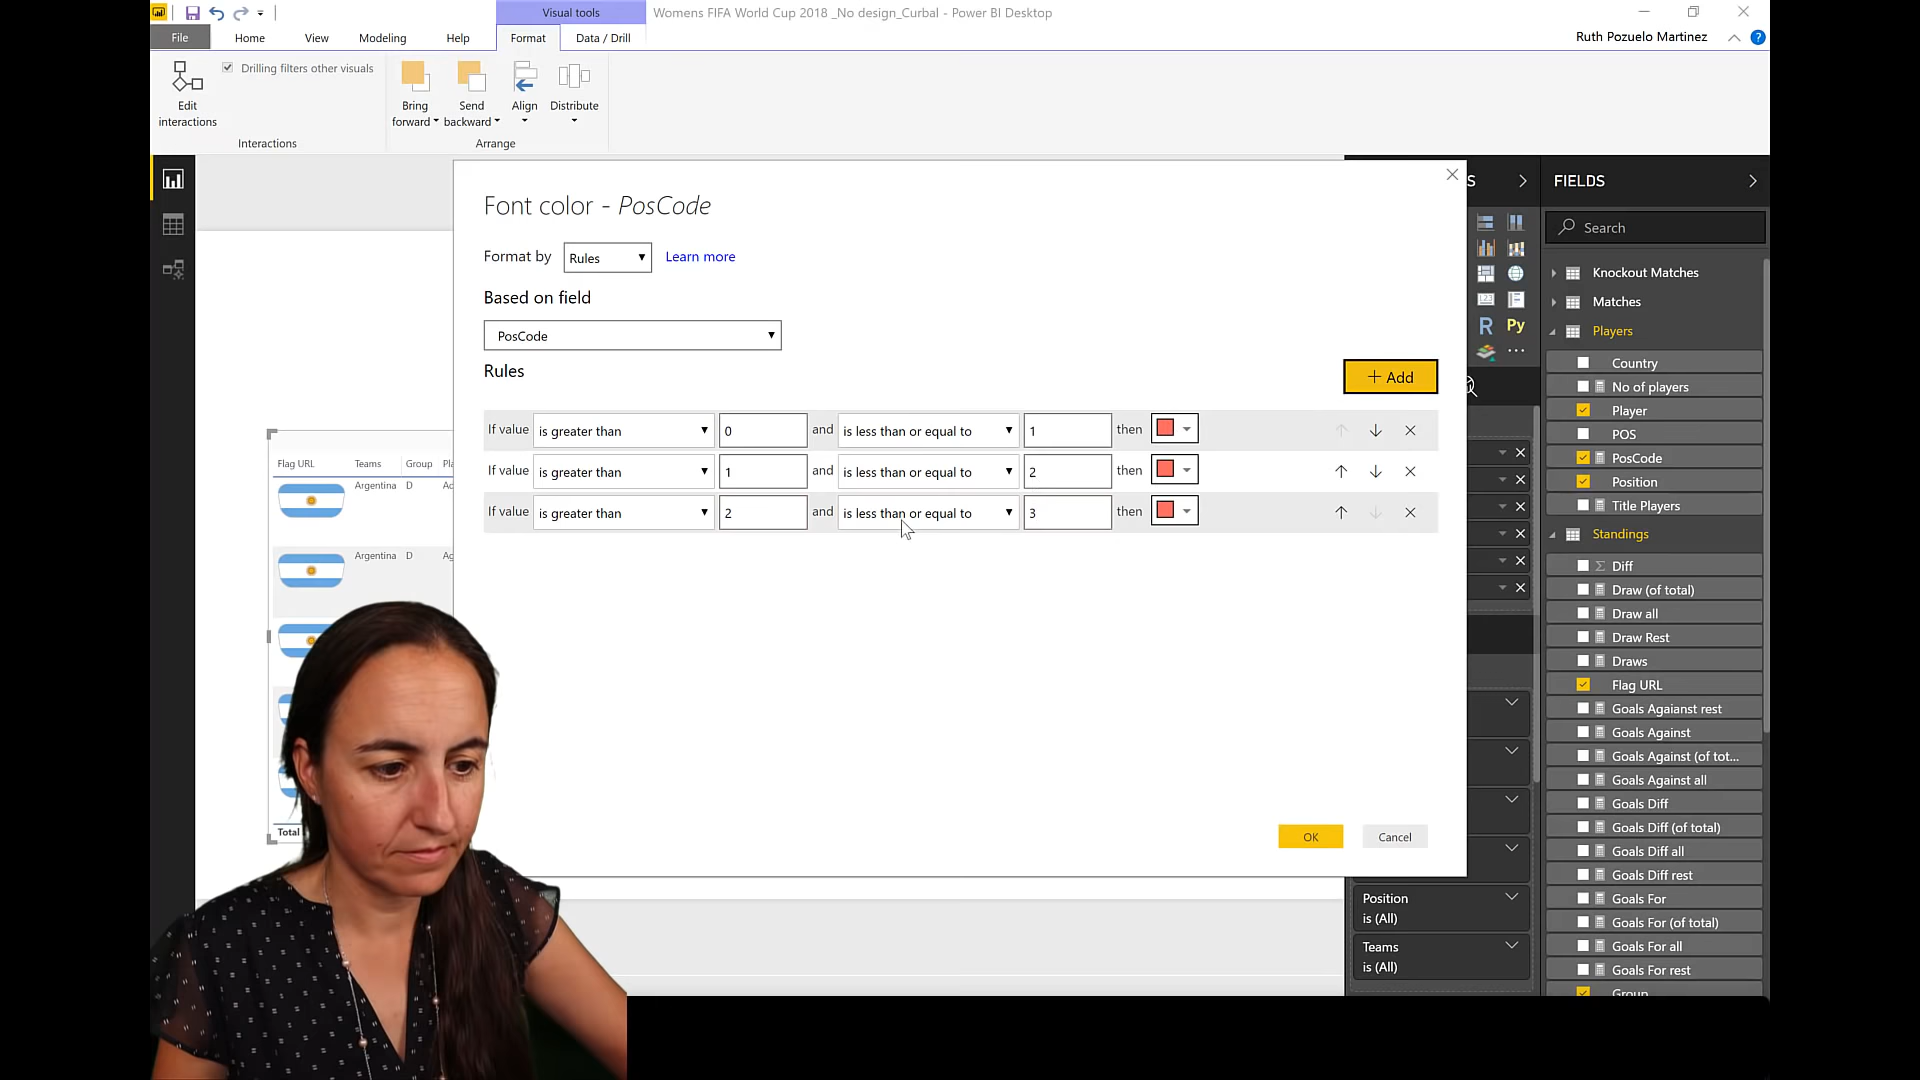 Visual tools
Womens FIFA World Cup 2018 _No design_Curbal - Power BI Desktop
File
Home
View
Modeling
Help
Format
Data / Drill
Ruth Pozuelo Martinez
Edit
interactions
Drilling filters other visuals
Bring
forward
Send
backward
Align
Distribute
Interactions
Arrange
Font color - PosCode
Format by Rules Learn more
Based on field
PosCode
Rules
+ Add
If value is greater than 0 and is less than or equal to 1 then
If value is greater than 1 and is less than or equal to 2 then
If value is greater than 2 and is less than or equal to 3 then
OK
Cancel
Flag URL Teams Group
Argentina D
Argentina D
Total
S
R Py
Position
is (All)
Teams
is (All)
FIELDS
Search
Knockout Matches
Matches
Players
Country
No of players
Player
POS
PosCode
Position
Title Players
Standings
Diff
Draw (of total)
Draw all
Draw Rest
Draws
Flag URL
Goals Agaianst rest
Goals Against
Goals Against (of tot...
Goals Against all
Goals Diff
Goals Diff (of total)
Goals Diff all
Goals Diff rest
Goals For
Goals For (of total)
Goals For all
Goals For rest
Group